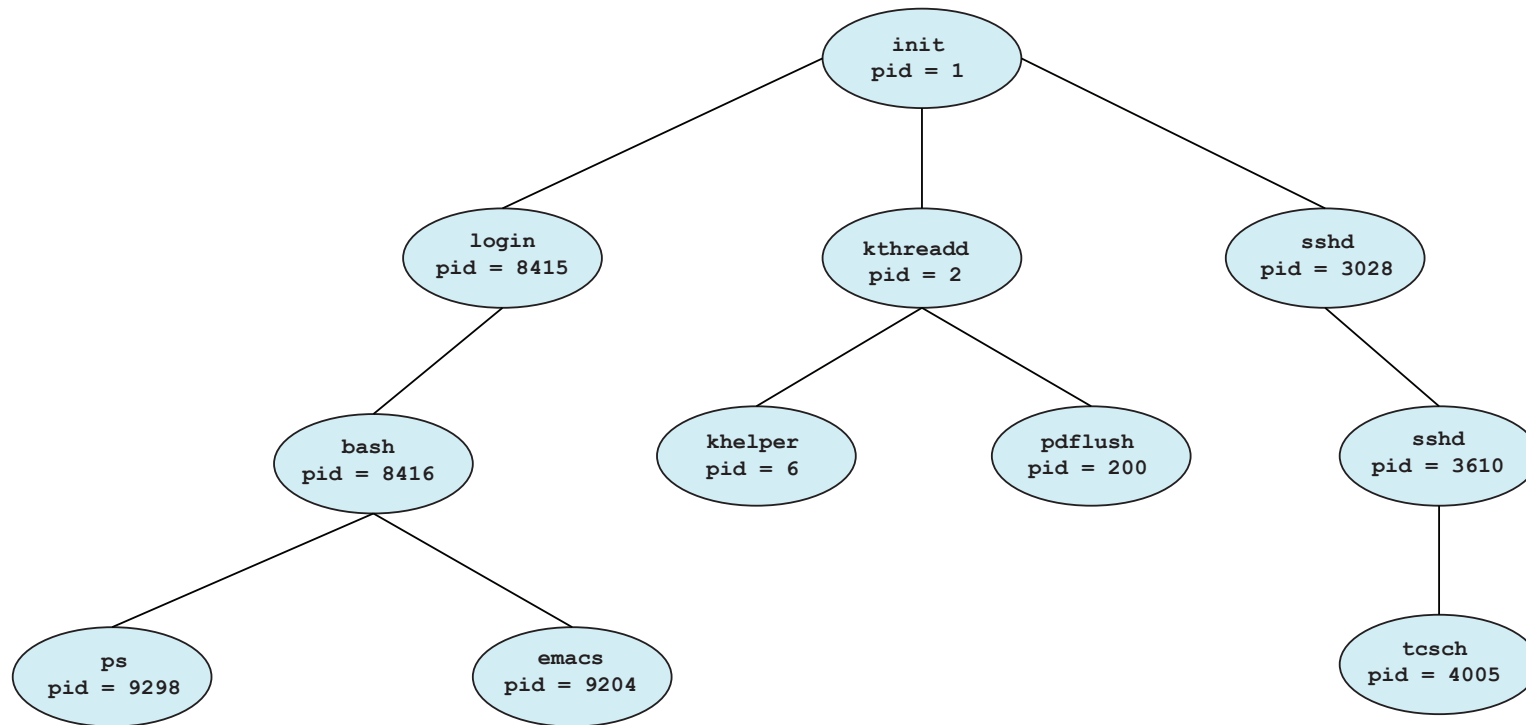 init
pid = 1
login
pid = 8415
kthreadd
pid = 2
sshd
pid = 3028
bash
pid = 8416
khelper
pid = 6
pdflush
pid = 200
sshd
pid = 3610
ps
pid = 9298
emacs
pid = 9204
tcsch
pid = 4005